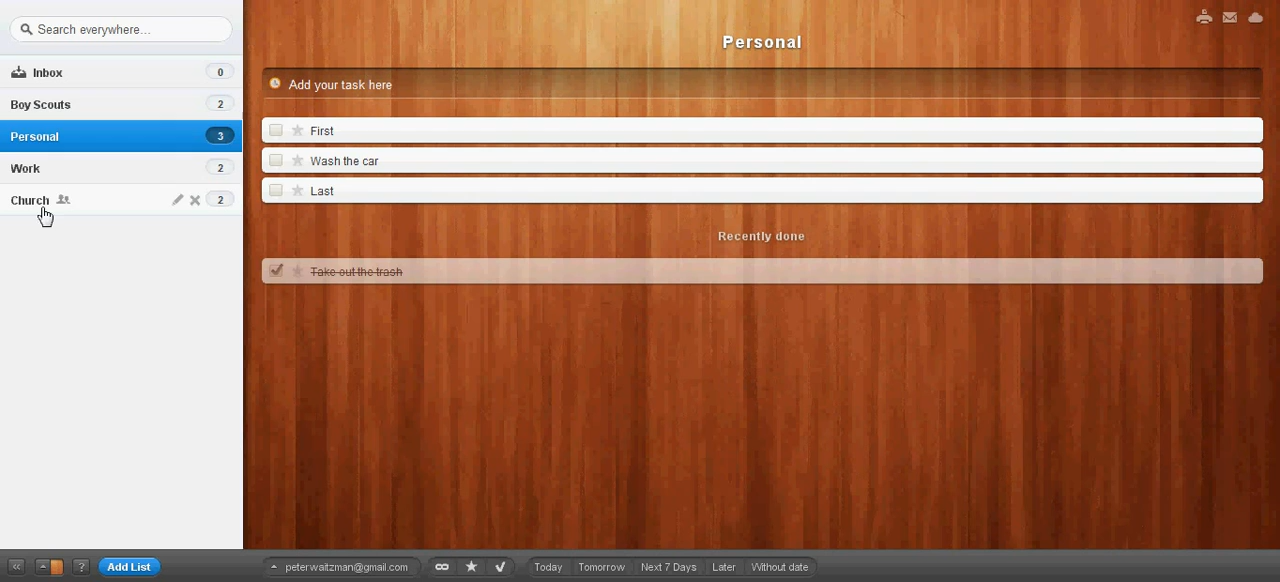 Search everywhere...
Inbox 0
Boy Scouts 2
Personal 3
Work 2
Church 2
Personal
Add your task here
First
Wash the car
Last
Recently done
Take out the trash
« ? Add List
peterwaitzman@gmail.com
Today Tomorrow Next 7 Days Later Without date